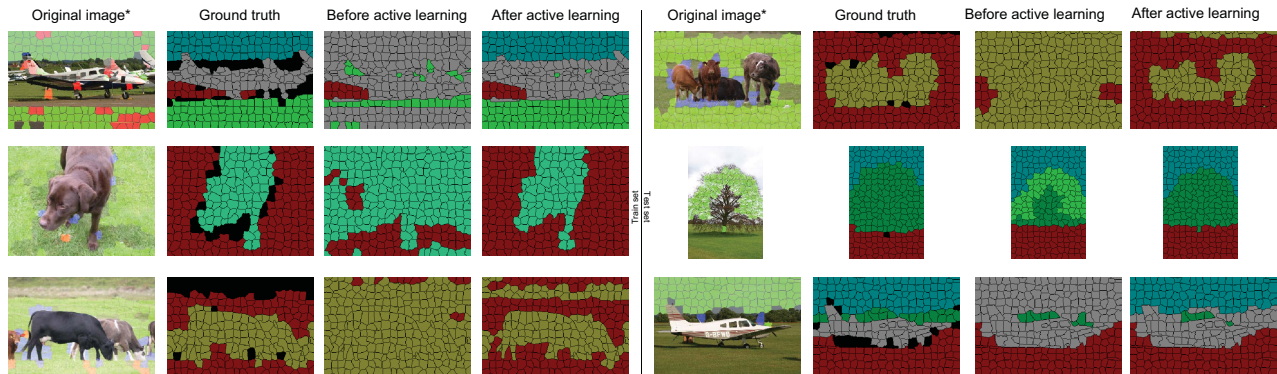 Original image* Ground truth Before active learning After active learning
Original image* Ground truth Before active learning After active learning
Train set
Test set
G-BFWB